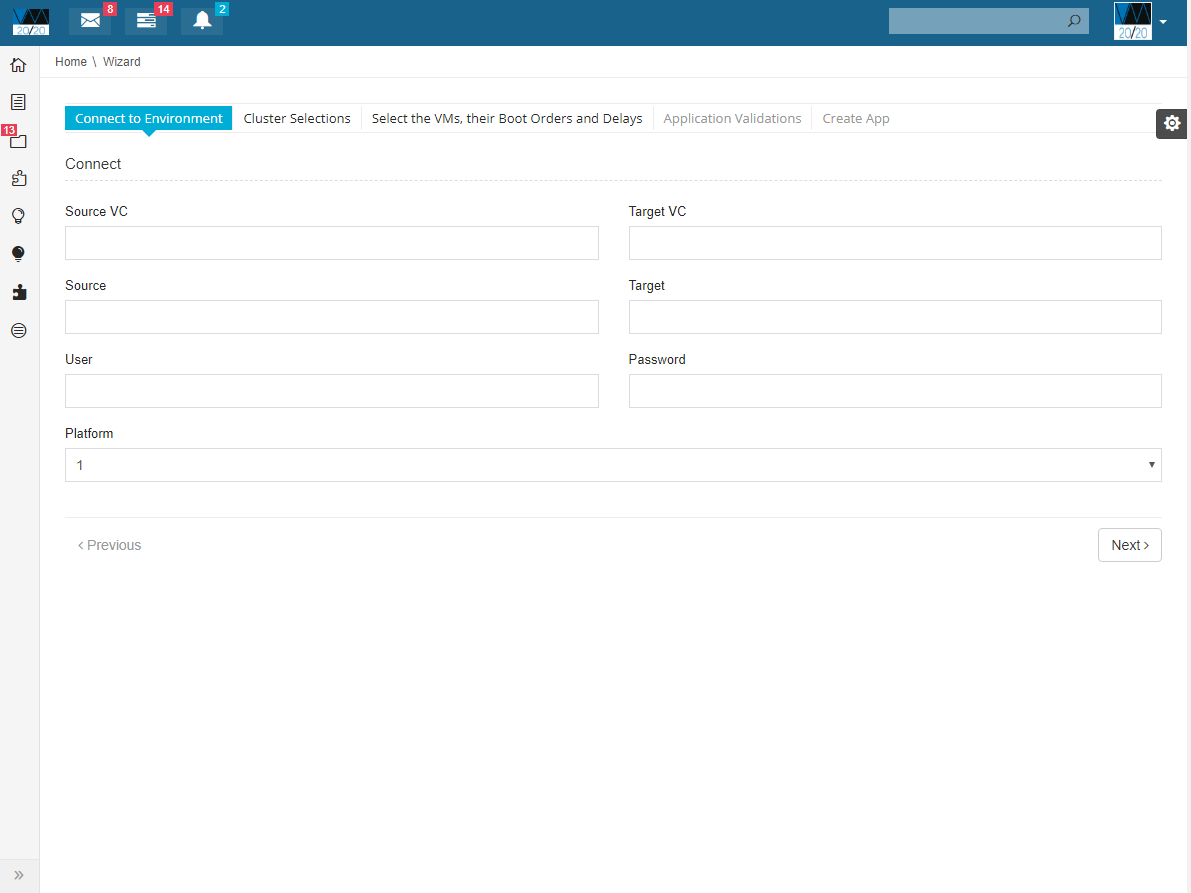 20/20
8
14
2
20/20
Home \ Wizard
13
Connect to Environment
Cluster Selections
Select the VMs, their Boot Orders and Delays
Application Validations
Create App
Connect
Source VC
Target VC
Source
Target
User
Password
Platform
1
‹ Previous
Next ›
»